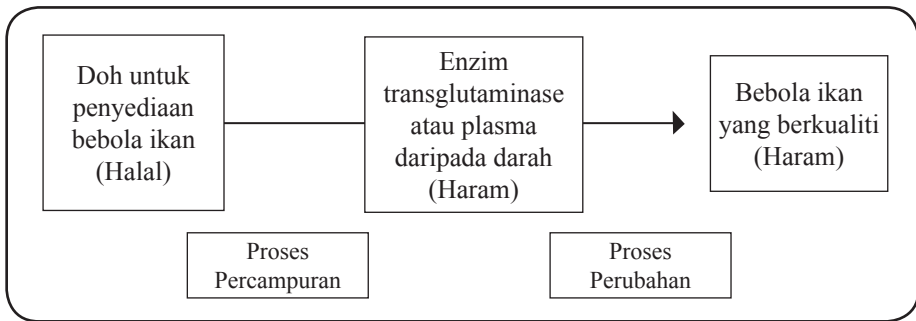 Doh untuk
penyediaan
bebola ikan
(Halal)
Enzim
transglutaminase
atau plasma
daripada darah
(Haram)
Bebola ikan
yang berkualiti
(Haram)
Proses
Percampuran
Proses
Perubahan